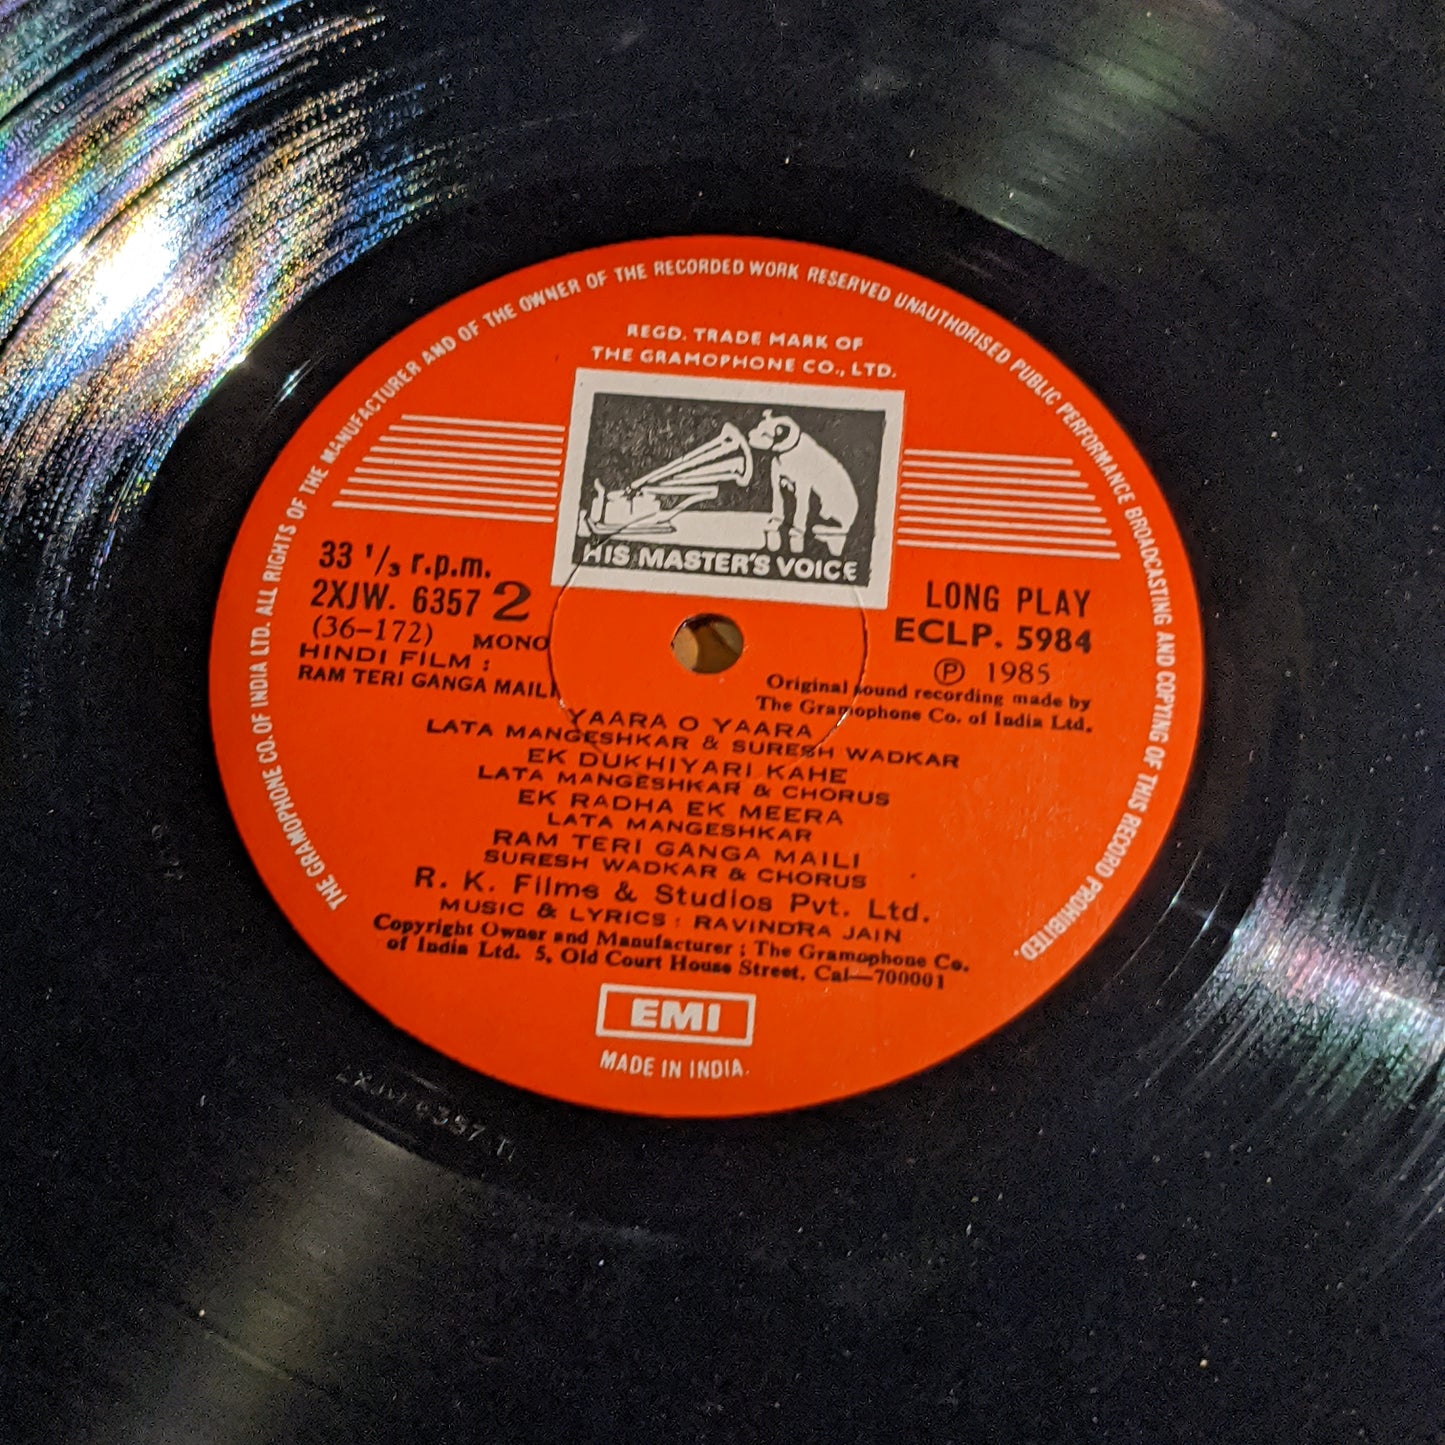 THE GRAMOPHONE CO. OF INDIA LTD. ALL RIGHTS OF THE MANUFACTURER AND OF THE OWNER OF THE RECORDED WORK RESERVED UNAUTHORISED PUBLIC PERFORMANCE BROADCASTING AND COPYING OF THIS RECORD PROHIBITED.
REGD. TRADE MARK OF
THE GRAMOPHONE CO., LTD.
HIS MASTER'S VOICE
33 1/3 r.p.m.
2XJW. 6357 2
(36-172) MONO
HINDI FILM :
RAM TERI GANGA MAILI
LONG PLAY
ECLP. 5984
℗ 1985
Original sound recording made by
The Gramophone Co. of India Ltd.
YAARA O YAARA
LATA MANGESHKAR & SURESH WADKAR
EK DUKHIYARI KAHE
LATA MANGESHKAR & CHORUS
EK RADHA EK MEERA
LATA MANGESHKAR
RAM TERI GANGA MAILI
SURESH WADKAR & CHORUS
R. K. Films & Studios Pvt. Ltd.
MUSIC & LYRICS : RAVINDRA JAIN
Copyright Owner and Manufacturer ; The Gramophone Co.
of India Ltd. 5, Old Court House Street, Cal—700001
EMI
MADE IN INDIA.